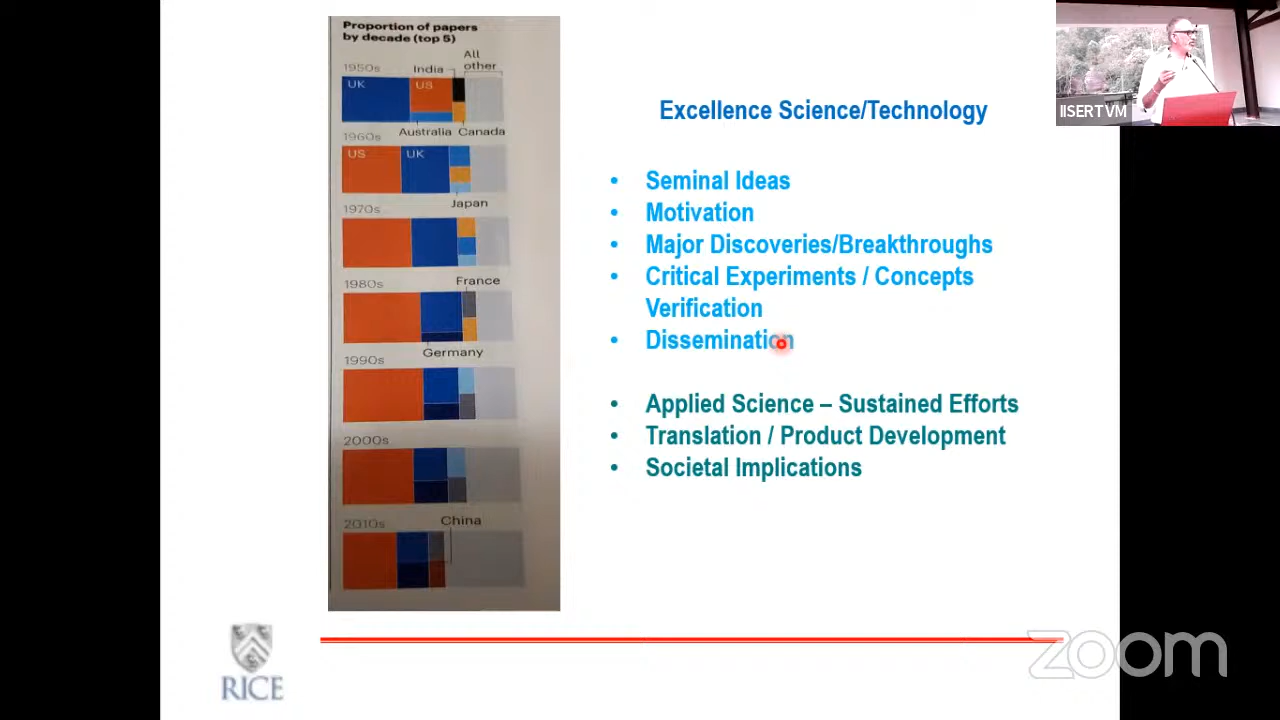 Proportion of papers
by decade (top 5)
All
other
1950s
India
UK
US
Australia
Canada
1960s
US
UK
Japan
1970s
1980s
France
Germany
1990s
2000s
2010s
China
Excellence Science/Technology
• Seminal Ideas
• Motivation
• Major Discoveries/Breakthroughs
• Critical Experiments / Concepts
Verification
• Dissemination
• Applied Science – Sustained Efforts
• Translation / Product Development
• Societal Implications
IISERTVM
RICE
zoom